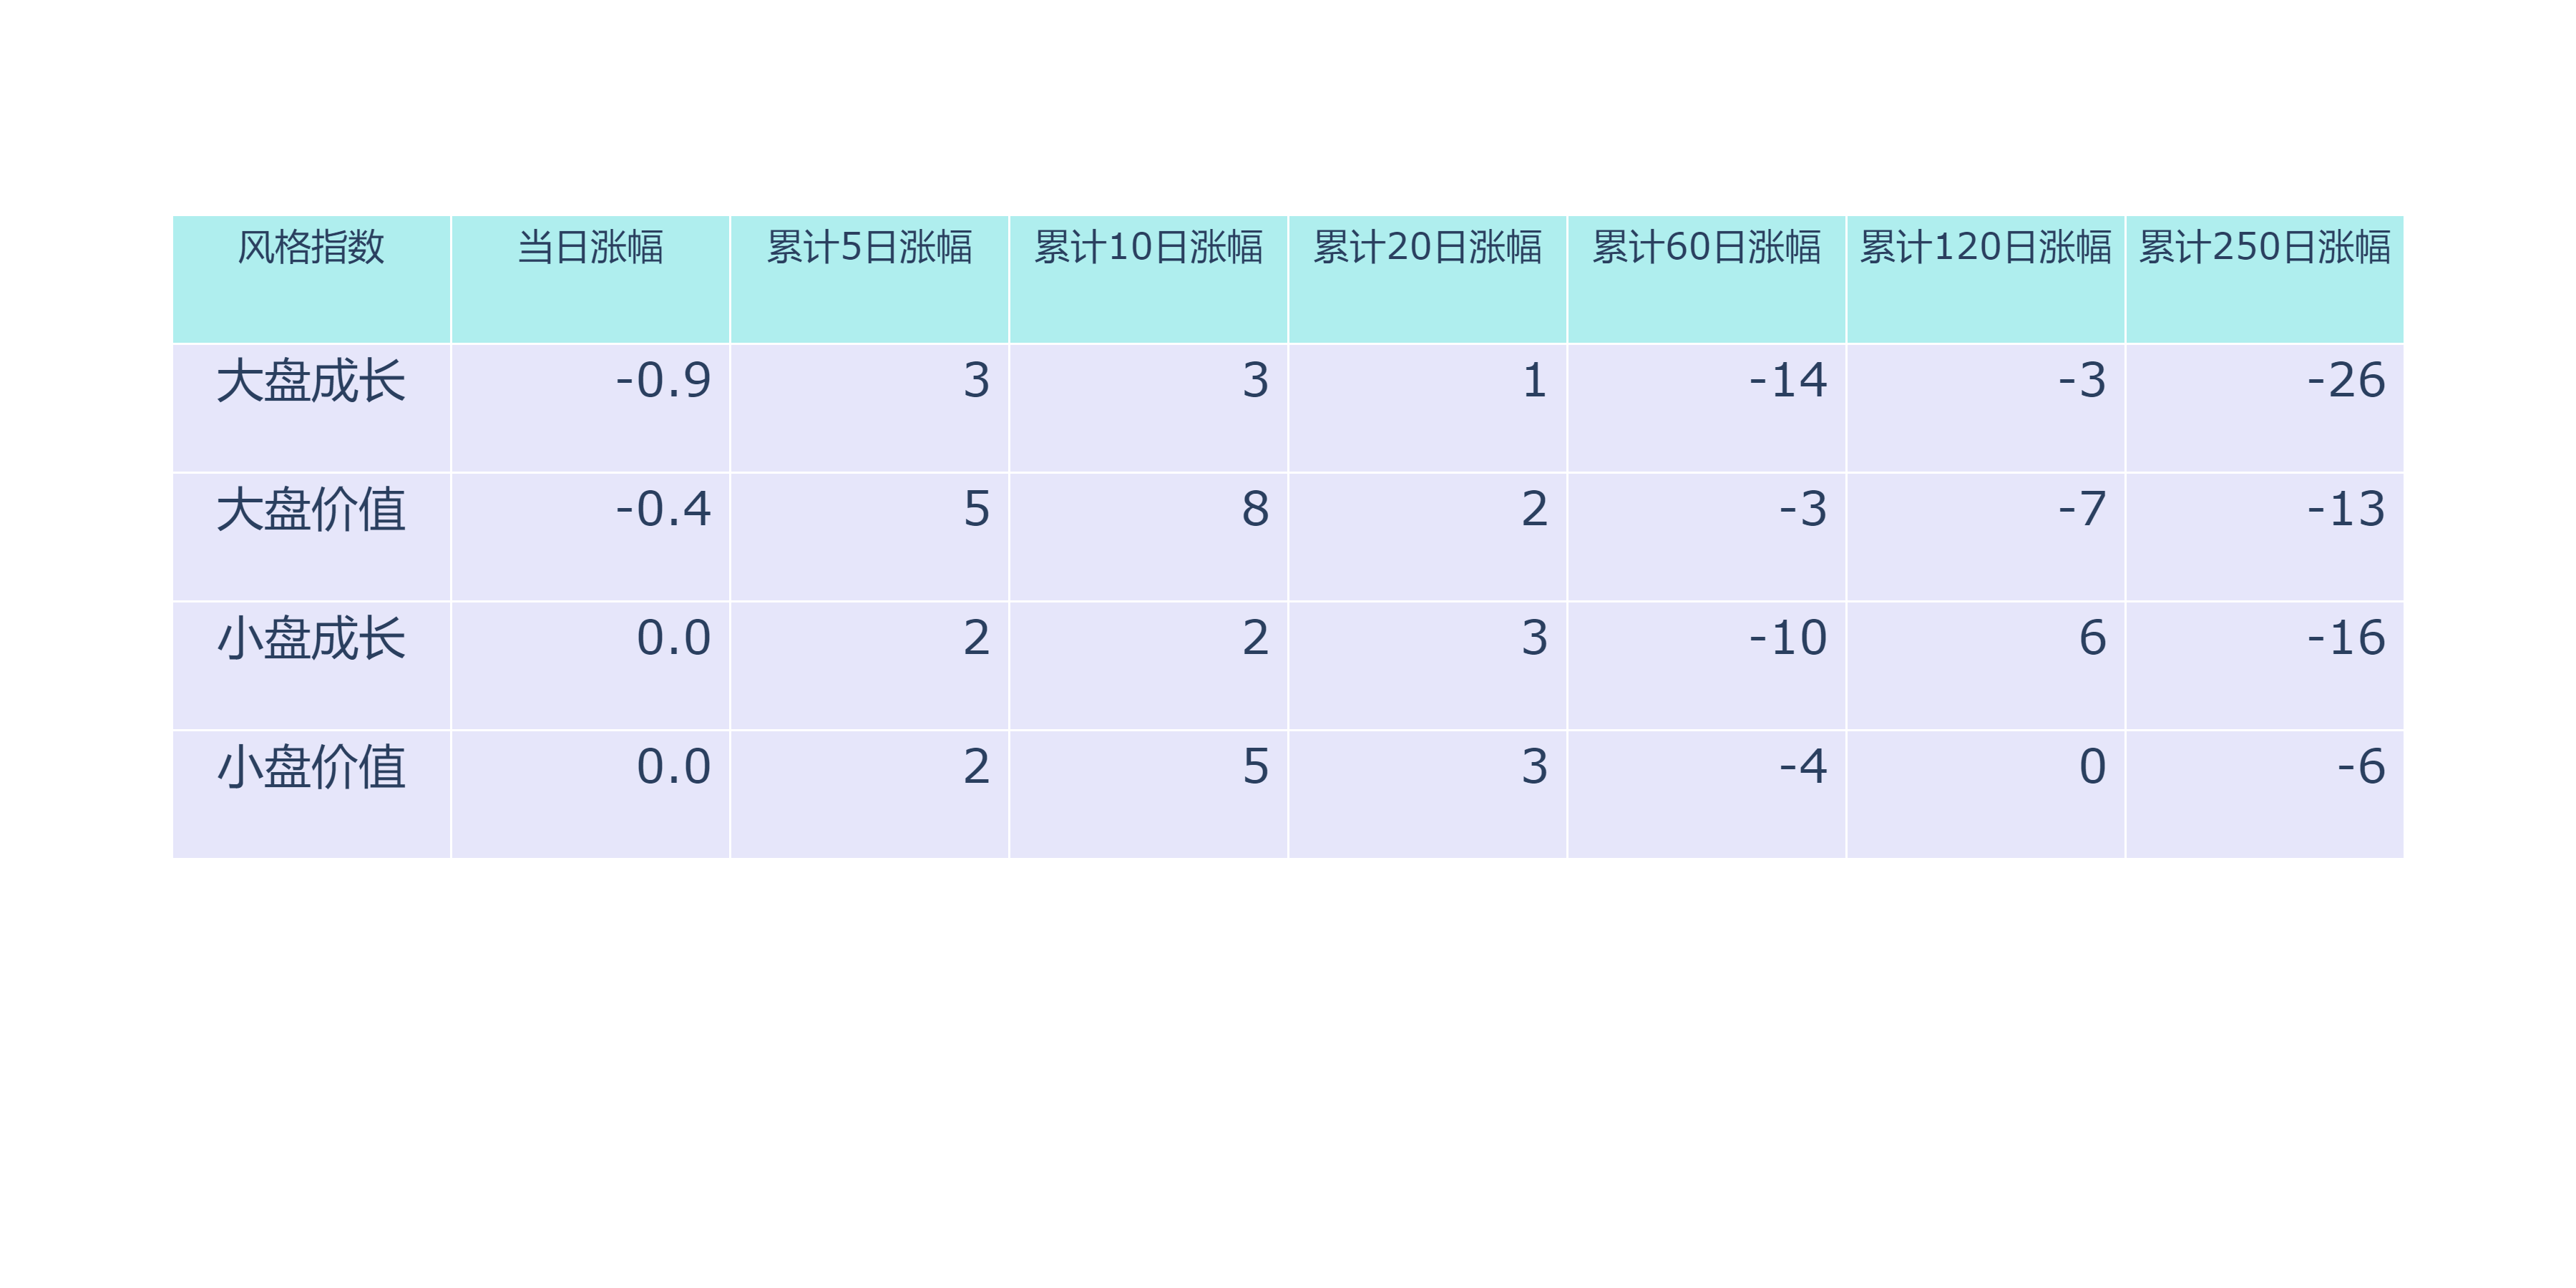 风格指数 当日涨幅 累计5日涨幅 累计10日涨幅 累计20日涨幅 累计60日涨幅 累计120日涨幅 累计250日涨幅
大盘成长 -0.9 3 3 1 -14 -3 -26
大盘价值 -0.4 5 8 2 -3 -7 -13
小盘成长 0.0 2 2 3 -10 6 -16
小盘价值 0.0 2 5 3 -4 0 -6